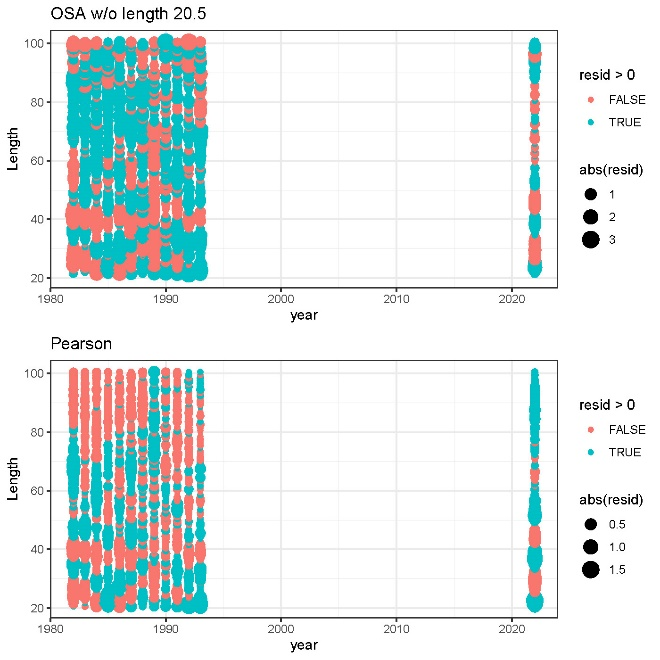 OSA w/o length 20.5
100
80
60
40
20
Length
1980
1990
2000
2010
2020
year
resid > 0
FALSE
TRUE
abs(resid)
1
2
3
Pearson
100
80
60
40
20
Length
1980
1990
2000
2010
2020
year
resid > 0
FALSE
TRUE
abs(resid)
0.5
1.0
1.5